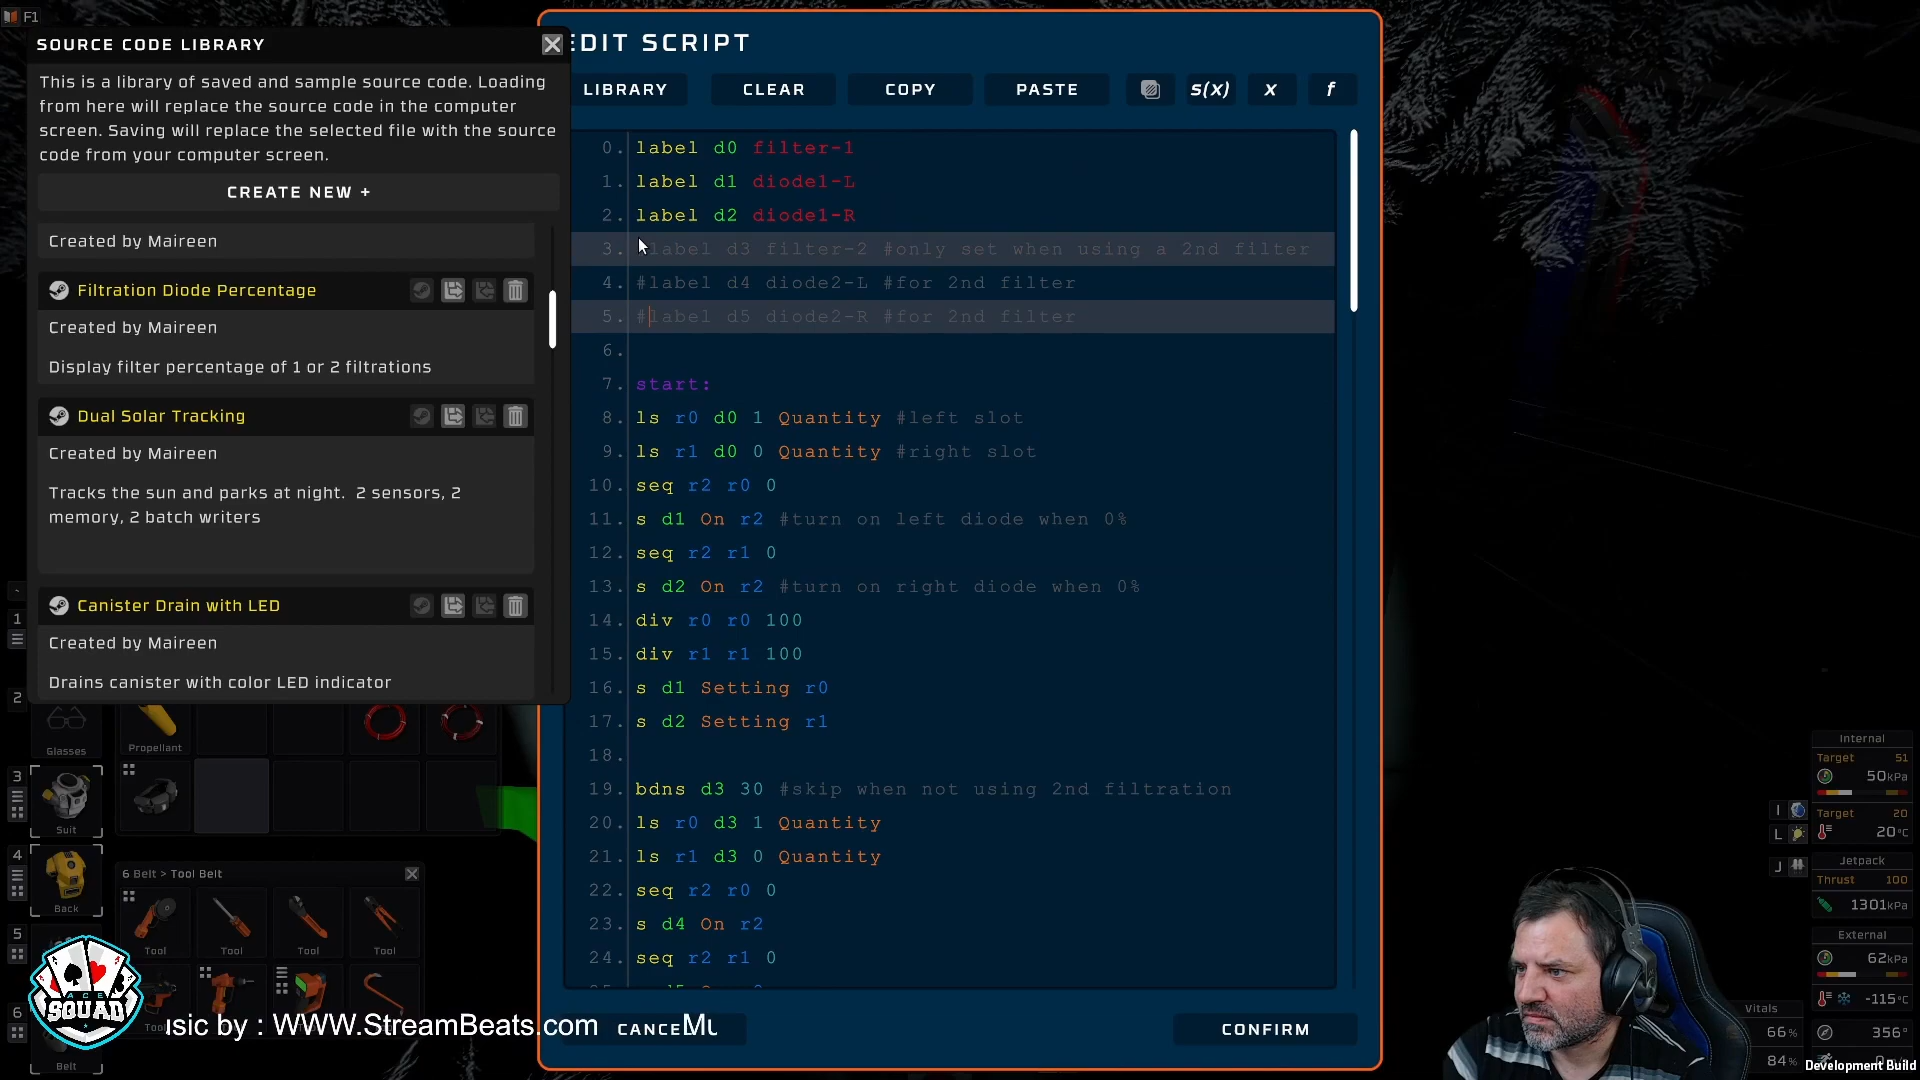 F1
SOURCE CODE LIBRARY
This is a library of saved and sample source code. Loading
from here will replace the source code in the computer
screen. Saving will replace the selected file with the source
code from your computer screen.
CREATE NEW +
Created by Maireen
Filtration Diode Percentage
Created by Maireen
Display filter percentage of 1 or 2 filtrations
Dual Solar Tracking
Created by Maireen
Tracks the sun and parks at night. 2 sensors, 2
memory, 2 batch writers
Canister Drain with LED
Created by Maireen
Drains canister with color LED indicator
EDIT SCRIPT
LIBRARY
CLEAR
COPY
PASTE
s(x)
x
f
0. label d0 filter-1
1. label d1 diode1-L
2. label d2 diode1-R
3. #label d3 filter-2 #only set when using a 2nd filter
4. #label d4 diode2-L #for 2nd filter
5. #label d5 diode2-R #for 2nd filter
6.
7. start:
8. ls r0 d0 1 Quantity #left slot
9. ls r1 d0 0 Quantity #right slot
10. seq r2 r0 0
11. s d1 On r2 #turn on left diode when 0%
12. seq r2 r1 0
13. s d2 On r2 #turn on right diode when 0%
14. div r0 r0 100
15. div r1 r1 100
16. s d1 Setting r0
17. s d2 Setting r1
18.
19. bdns d3 30 #skip when not using 2nd filtration
20. ls r0 d3 1 Quantity
21. ls r1 d3 0 Quantity
22. seq r2 r0 0
23. s d4 On r2
24. seq r2 r1 0
CONFIRM
1
2
Glasses
Propellant
3
Suit
4
Back
5
6
Belt
6 Belt > Tool Belt
Tool
Tool
Tool
Tool
ACE
SQUAD
usic by : WWW.StreamBeats.com
CANCE
Mu
Internal
Target 51
50kPa
Target 20
20°C
I
L
J
Jetpack
Thrust 100
1301kPa
External
62kPa
-115°C
356°
Vitals
66%
84%
Development Build